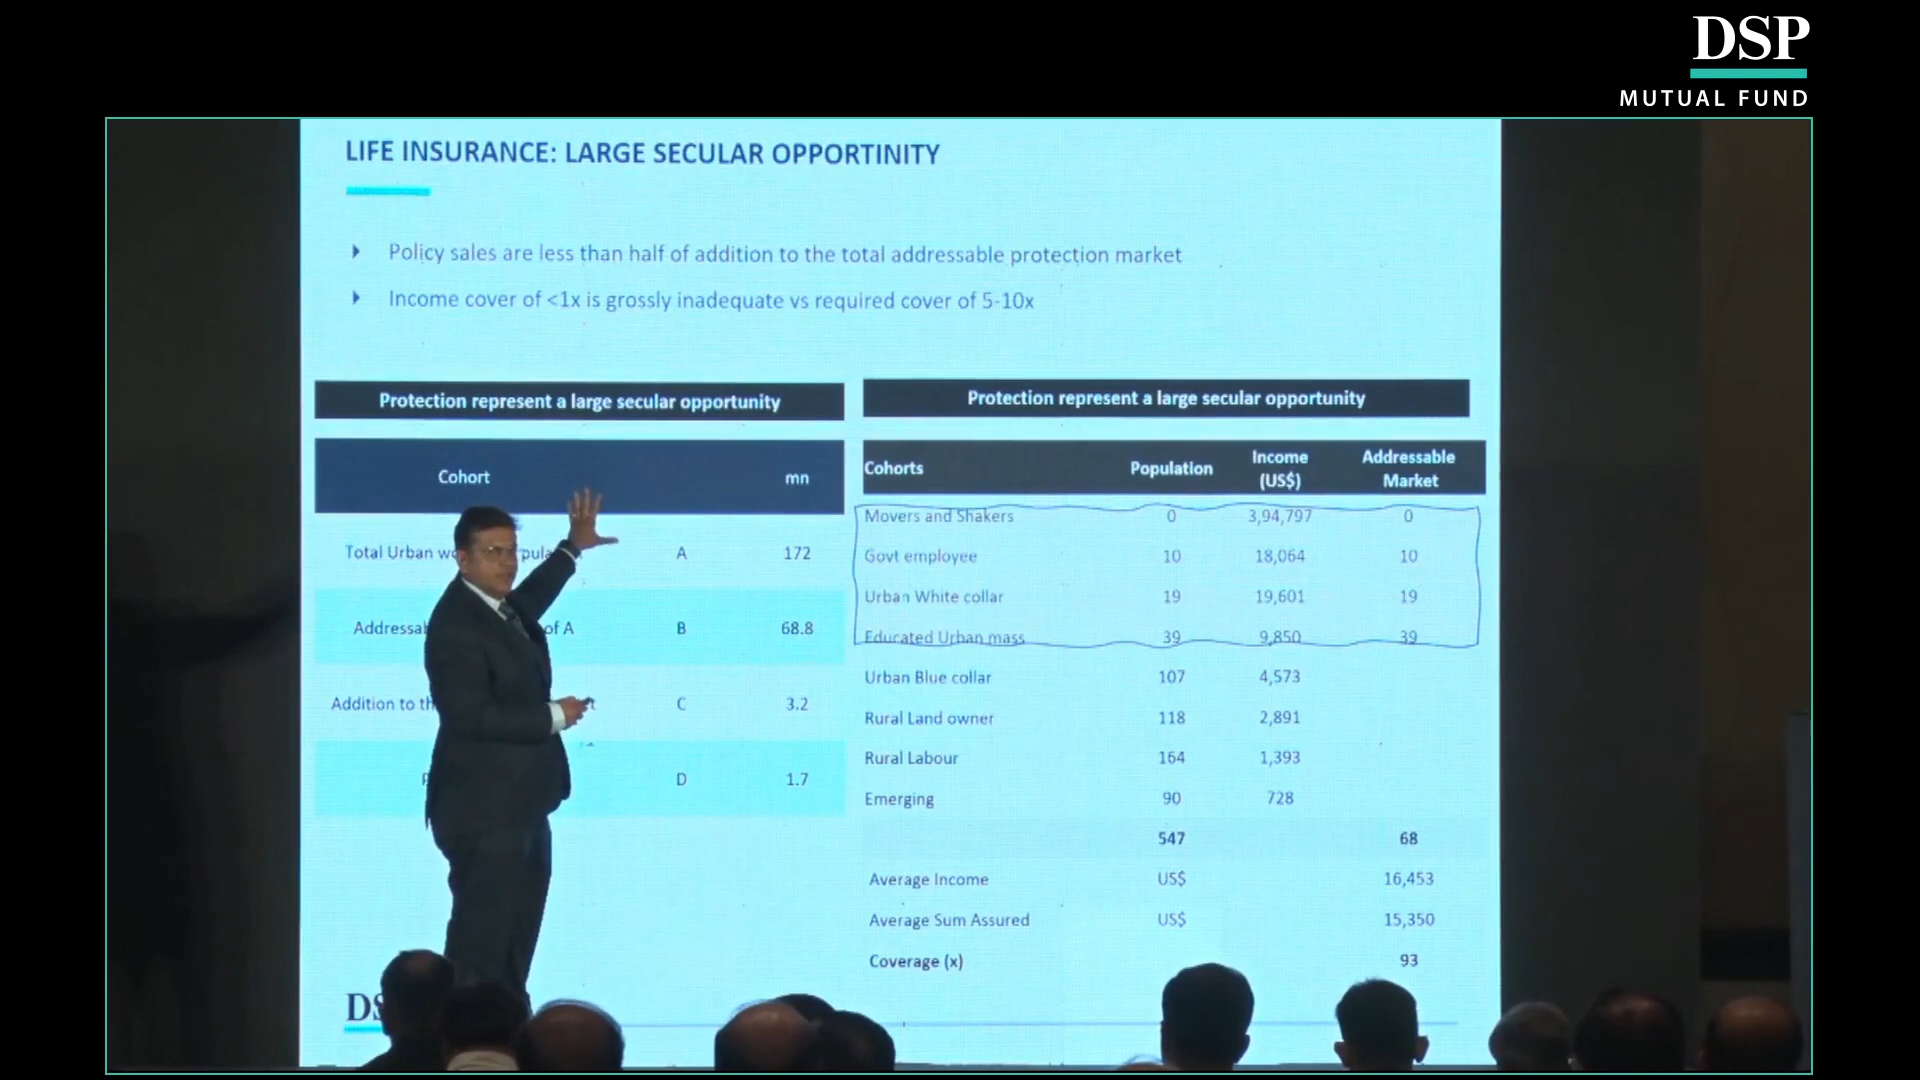 DSP
MUTUAL FUND
LIFE INSURANCE: LARGE SECULAR OPPORTINITY
Policy sales are less than half of addition to the total addressable protection market
Income cover of <1x is grossly inadequate vs required cover of 5-10x
Protection represent a large secular opportunity
Cohort mn
Total Urban A 172
of A B 68.8
Addition to C 3.2
D 1.7
Protection represent a large secular opportunity
Cohorts Population Income (US$) Addressable Market
Movers and Shakers 0 3,94,797 0
Govt employee 10 18,064 10
Urban White collar 19 19,601 19
Educated Urban mass 39 9,850 39
Urban Blue collar 107 4,573
Rural Land owner 118 2,891
Rural Labour 164 1,393
Emerging 90 728
547 68
Average Income US$ 16,453
Average Sum Assured US$ 15,350
Coverage (x) 93